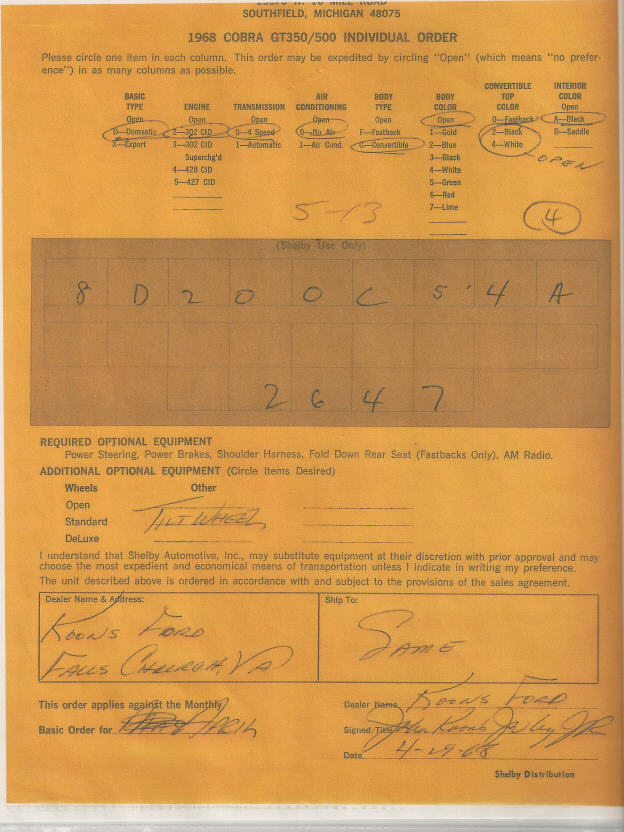 SOUTHFIELD, MICHIGAN 48075
1968 COBRA GT350/500 INDIVIDUAL ORDER
Please circle one item in each column. This order may be expedited by circling "Open" (which means "no prefer-
ence") in as many columns as possible.
BASIC TYPE
Open
D—Domestic
X—Export
ENGINE
Open
2—302 CID
3—302 CID
Superchg'd
4—428 CID
5—427 CID
TRANSMISSION
Open
0—4 Speed
1—Automatic
AIR CONDITIONING
Open
0—No Air
1—Air Cond.
BODY TYPE
Open
F—Fastback
C—Convertible
BODY COLOR
Open
1—Gold
2—Blue
3—Black
4—White
5—Green
6—Red
7—Lime
CONVERTIBLE TOP COLOR
0—Fastback
2—Black
4—White
INTERIOR COLOR
Open
A—Black
D—Saddle
-OPEN
5-13
4
(Shelby Use Only)
8 D 2 0 0 C 5 4 A
2 6 4 7
REQUIRED OPTIONAL EQUIPMENT
Power Steering, Power Brakes, Shoulder Harness, Fold Down Rear Seat (Fastbacks Only), AM Radio.
ADDITIONAL OPTIONAL EQUIPMENT (Circle Items Desired)
Wheels Other
Open
Standard TILT WHEEL
DeLuxe
I understand that Shelby Automotive, Inc., may substitute equipment at their discretion with prior approval and may
choose the most expedient and economical means of transportation unless I indicate in writing my preference.
The unit described above is ordered in accordance with and subject to the provisions of the sales agreement.
Dealer Name & Address:
KOONS FORD
FALLS CHURCH, VA
Ship To:
SAME
This order applies against the Monthly
Basic Order for APRIL
Dealer Name KOONS FORD
Signed/Title John Koons
Date 4-29-68
Shelby Distribution